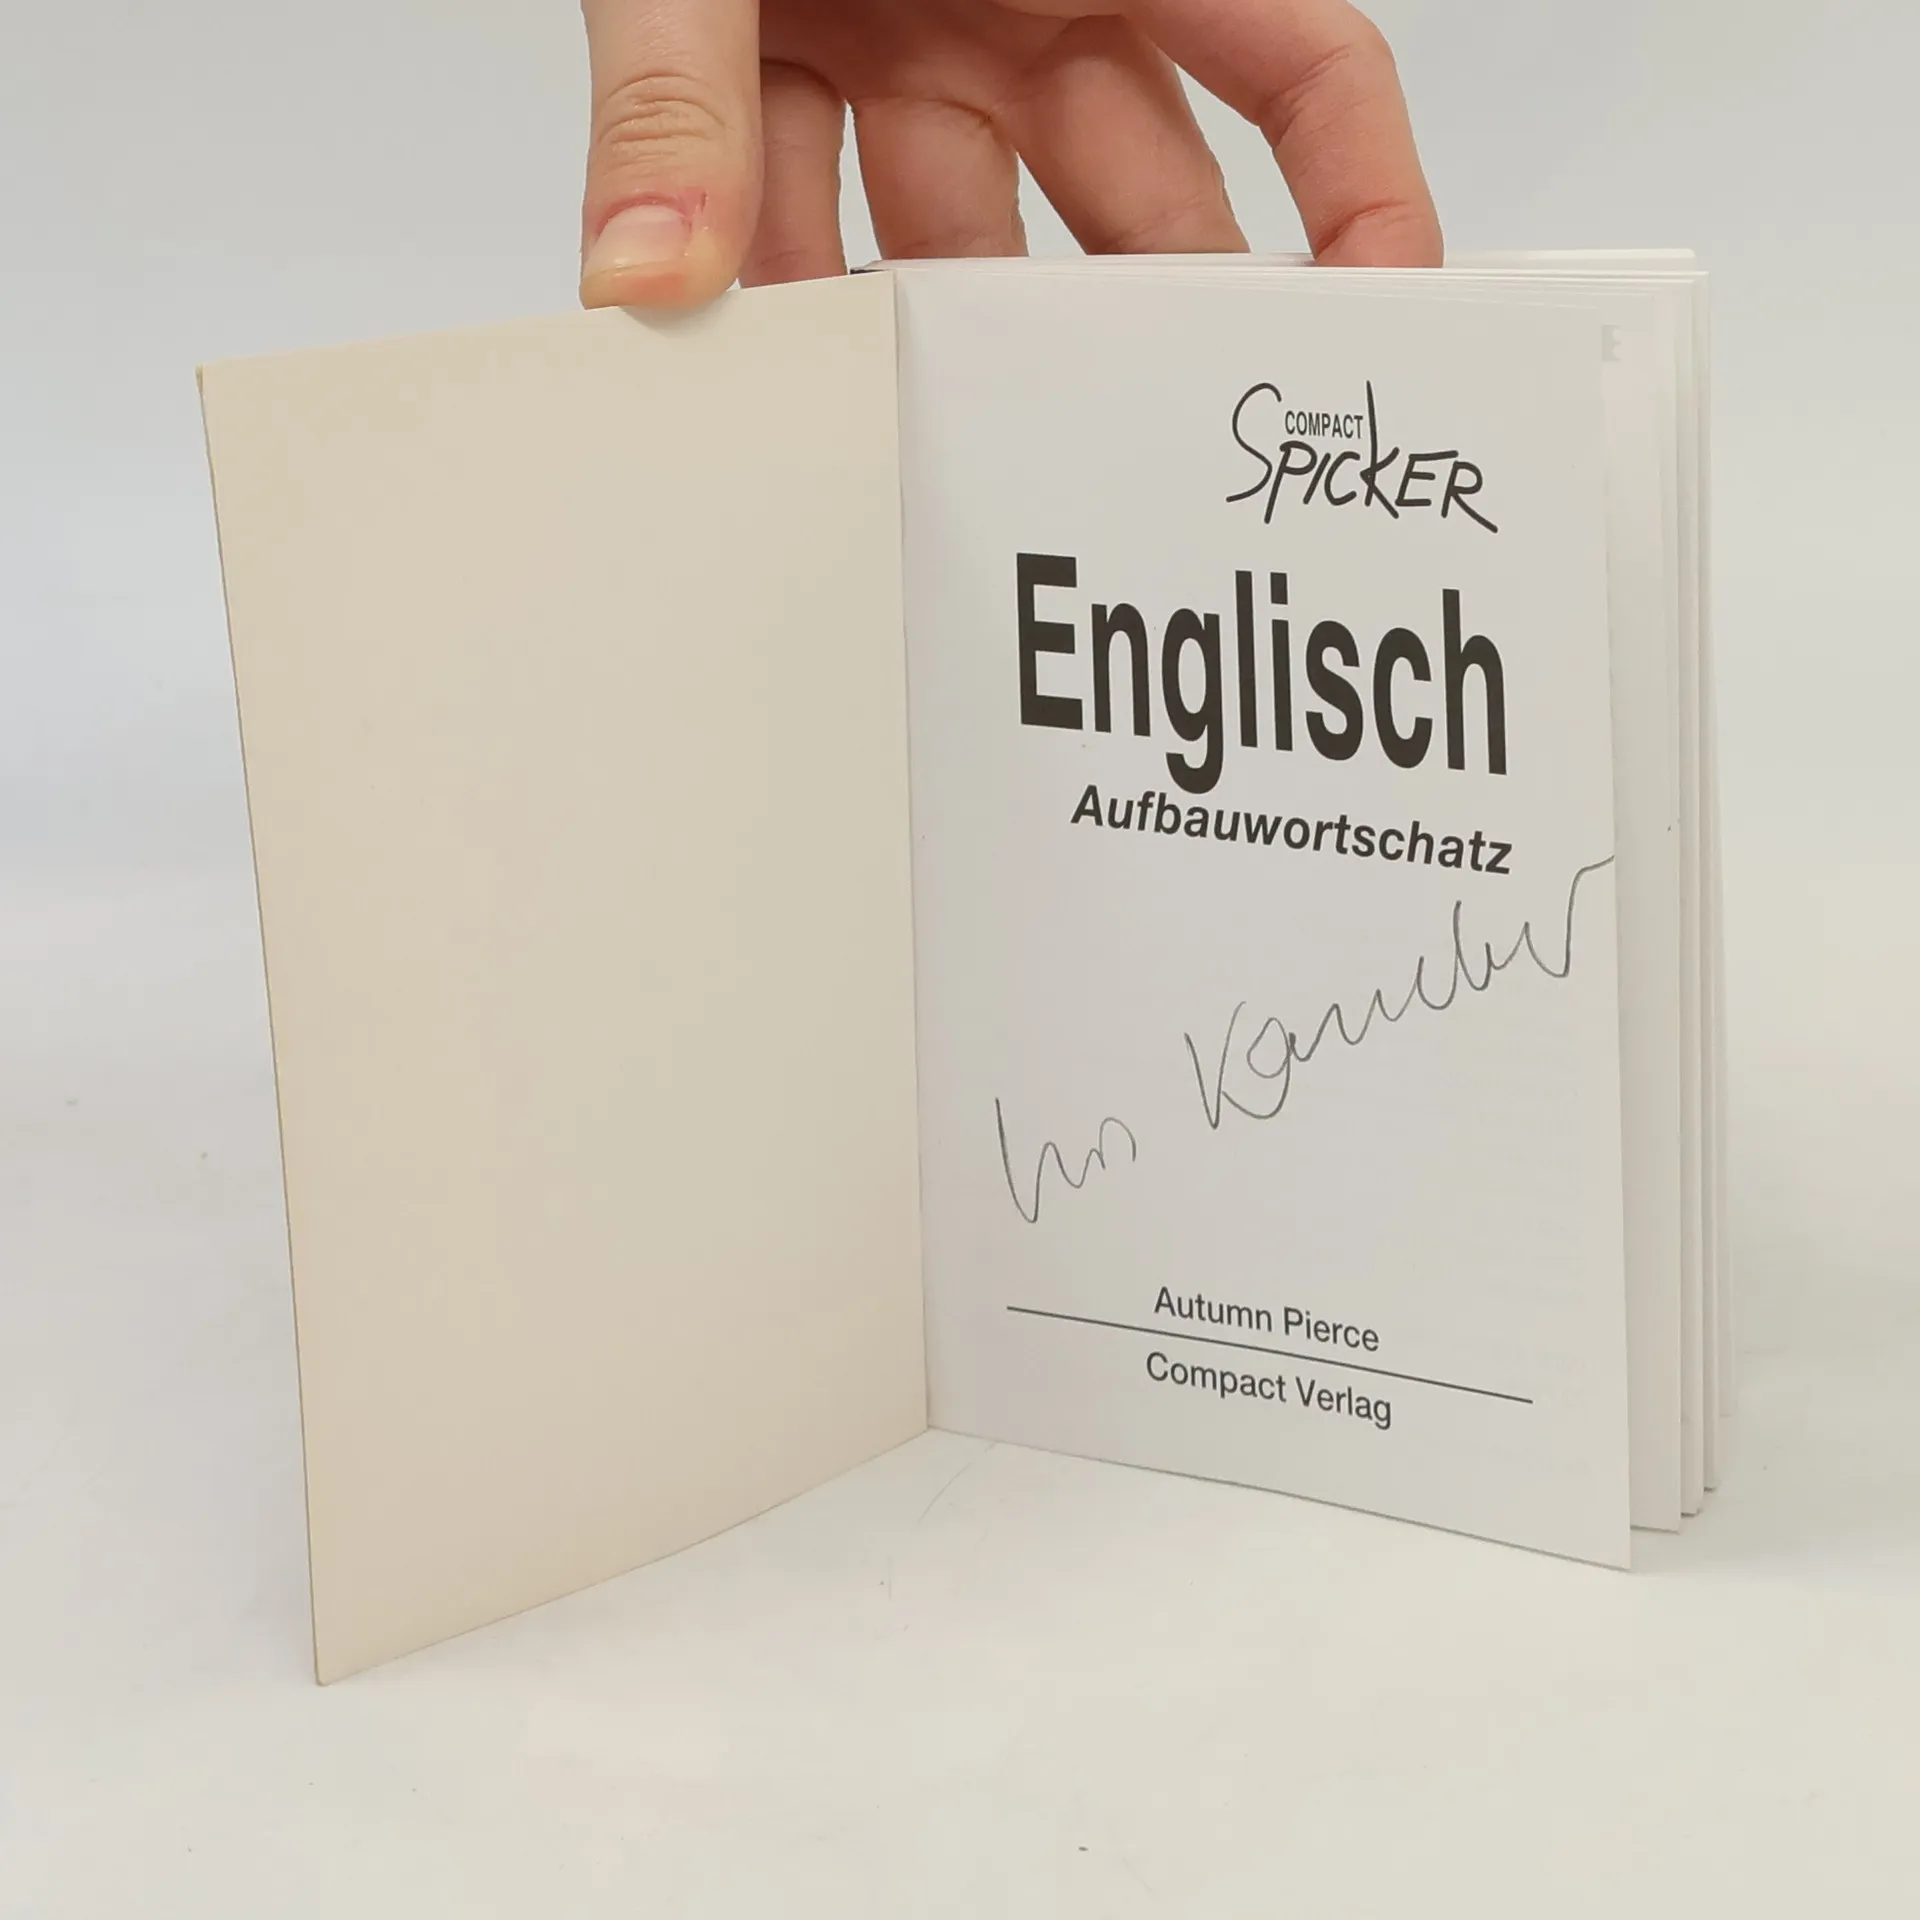 COMPACT
SPICKER
Englisch
Aufbauwortschatz
Autumn Pierce
Compact Verlag